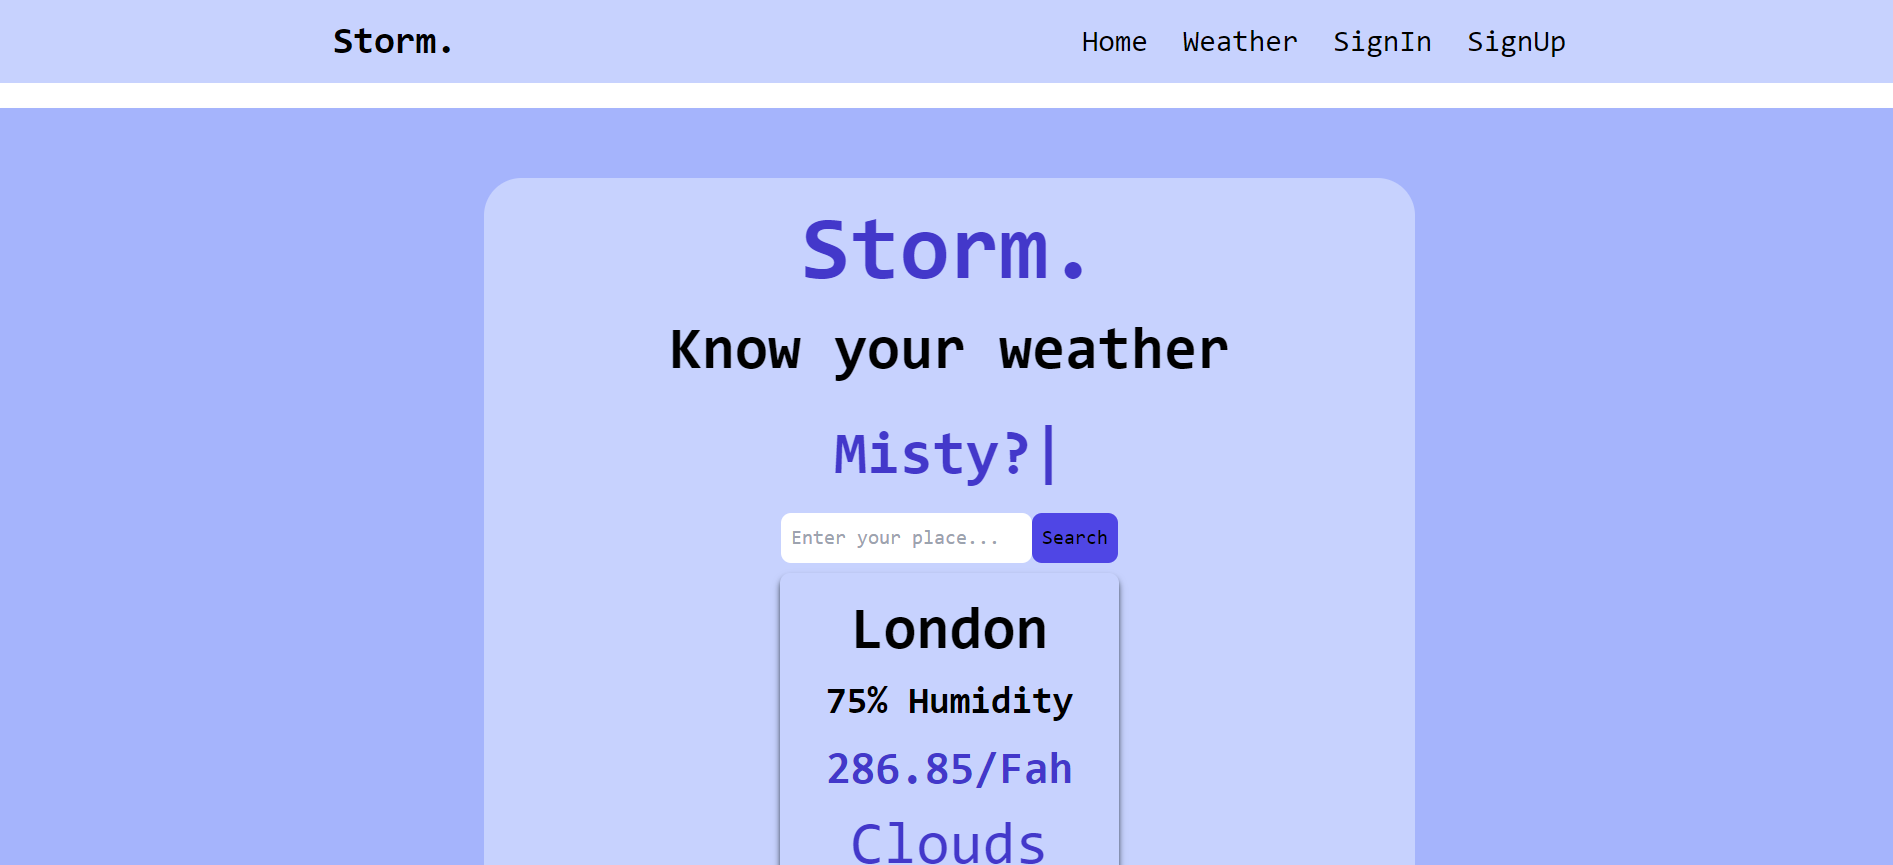 Storm.
Home Weather SignIn SignUp
Storm.
Know your weather
Misty?|
Enter your place... Search
London
75% Humidity
286.85/Fah
Clouds